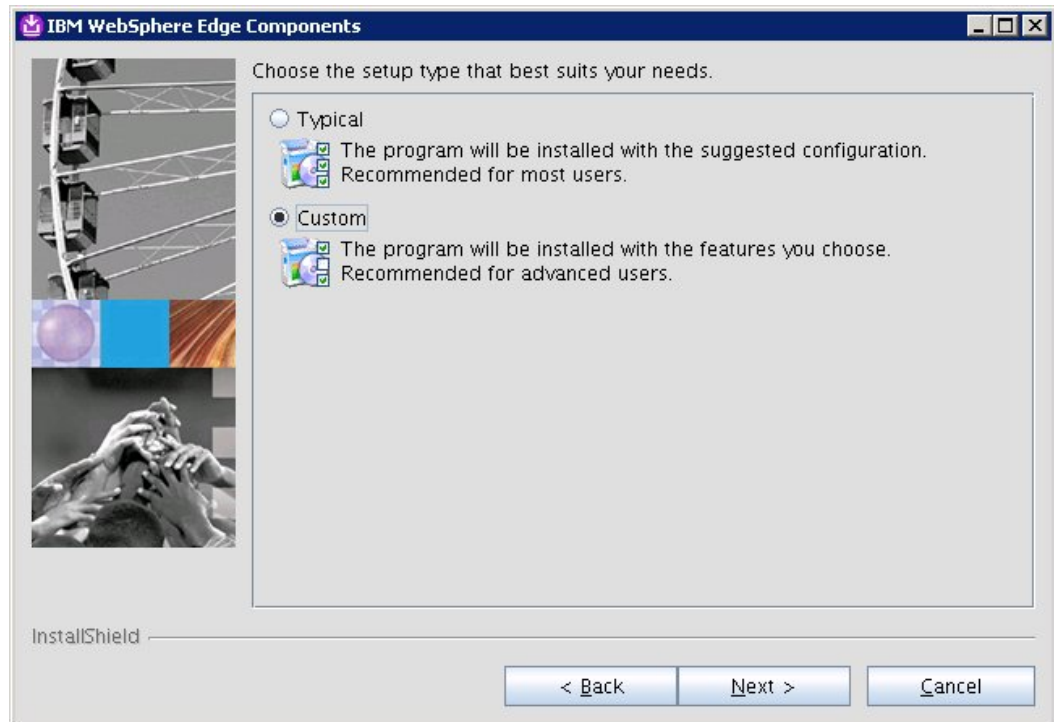 IBM WebSphere Edge Components
Choose the setup type that best suits your needs.
Typical
The program will be installed with the suggested configuration.
Recommended for most users.
Custom
The program will be installed with the features you choose.
Recommended for advanced users.
InstallShield
< Back
Next >
Cancel